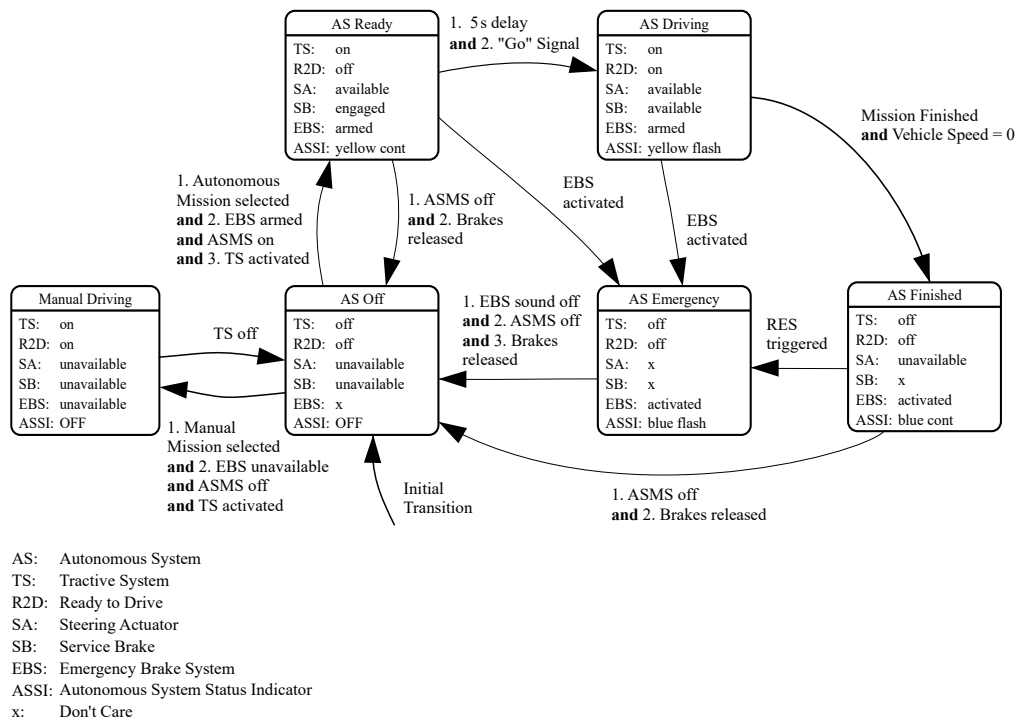 AS Ready
TS: on
R2D: off
SA: available
SB: engaged
EBS: armed
ASSI: yellow cont
1. 5s delay
and 2. "Go" Signal
AS Driving
TS: on
R2D: on
SA: available
SB: available
EBS: armed
ASSI: yellow flash
Mission Finished
and Vehicle Speed = 0
1. Autonomous
Mission selected
and 2. EBS armed
and ASMS on
and 3. TS activated
1. ASMS off
and 2. Brakes
released
EBS
activated
EBS
activated
Manual Driving
TS: on
R2D: on
SA: unavailable
SB: unavailable
EBS: unavailable
ASSI: OFF
TS off
AS Off
TS: off
R2D: off
SA: unavailable
SB: unavailable
EBS: x
ASSI: OFF
1. EBS sound off
and 2. ASMS off
and 3. Brakes
released
AS Emergency
TS: off
R2D: off
SA: x
SB: x
EBS: activated
ASSI: blue flash
RES
triggered
AS Finished
TS: off
R2D: off
SA: unavailable
SB: x
EBS: activated
ASSI: blue cont
1. Manual
Mission selected
and 2. EBS unavailable
and ASMS off
and TS activated
Initial
Transition
1. ASMS off
and 2. Brakes released
AS: Autonomous System
TS: Tractive System
R2D: Ready to Drive
SA: Steering Actuator
SB: Service Brake
EBS: Emergency Brake System
ASSI: Autonomous System Status Indicator
x: Don't Care